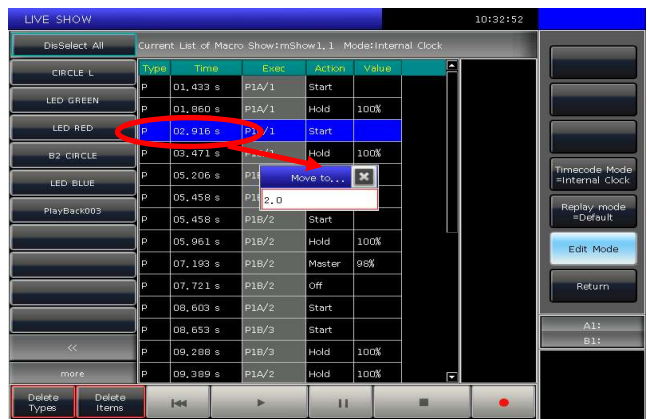 LIVE SHOW
10:32:52
DisSelect All
Current List of Macro Show:mShow1.1 Mode:Internal Clock
CIRCLE L
LED GREEN
LED RED
B2 CIRCLE
LED BLUE
PlayBack003
<<
more
Type Time Exec Action Value
P 01.433 s P1A/1 Start
P 01.860 s P1A/1 Hold 100%
P 02.916 s /1 Start
P 03.471 s Hold 100%
P 05.206 s
P 05.458 s
P 05.458 s P1B/2 Start
P 05.961 s P1B/2 Hold 100%
P 07.193 s P1B/2 Master 98%
P 07.721 s P1B/2 Off
P 08.603 s P1A/2 Start
P 08.653 s P1B/3 Start
P 09.288 s P1B/3 Hold 100%
P 09.389 s P1A/2 Hold 100%
Move to...
2.0
Timecode Mode
=Internal Clock
Replay mode
=Default
Edit Mode
Return
A1:
B1:
Delete
Types
Delete
Items